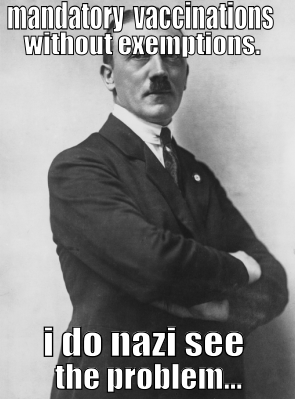 mandatory vaccinations
without exemptions.
i do nazi see
the problem...